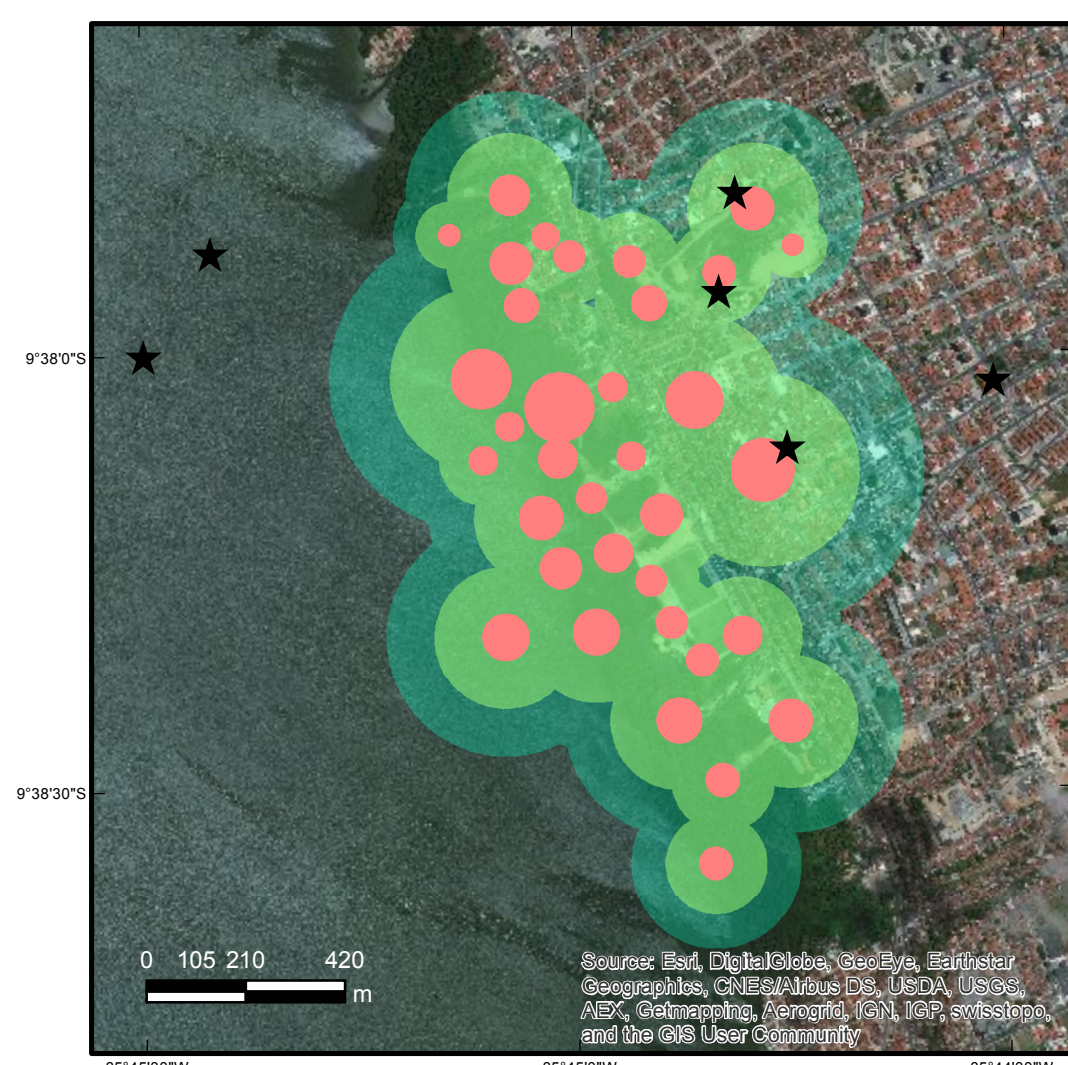 9°38'0"S
9°38'30"S
0 105 210 420
m
Source: Esri, DigitalGlobe, GeoEye, Earthstar
Geographics, CNES/Airbus DS, USDA, USGS,
AEX, Getmapping, Aerogrid, IGN, IGP, swisstopo,
and the GIS User Community